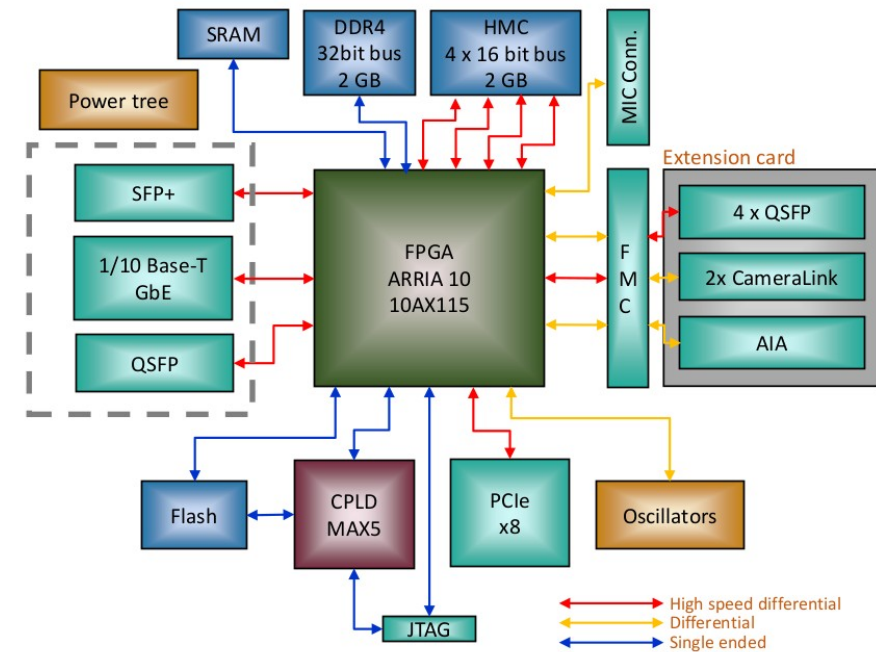 SRAM
DDR4
32bit bus
2 GB
HMC
4 x 16 bit bus
2 GB
MIC Conn.
Power tree
Extension card
SFP+
1/10 Base-T
GbE
QSFP
FPGA
ARRIA 10
10AX115
F
M
C
4 x QSFP
2x CameraLink
AIA
Flash
CPLD
MAX5
PCIe
x8
Oscillators
JTAG
High speed differential
Differential
Single ended